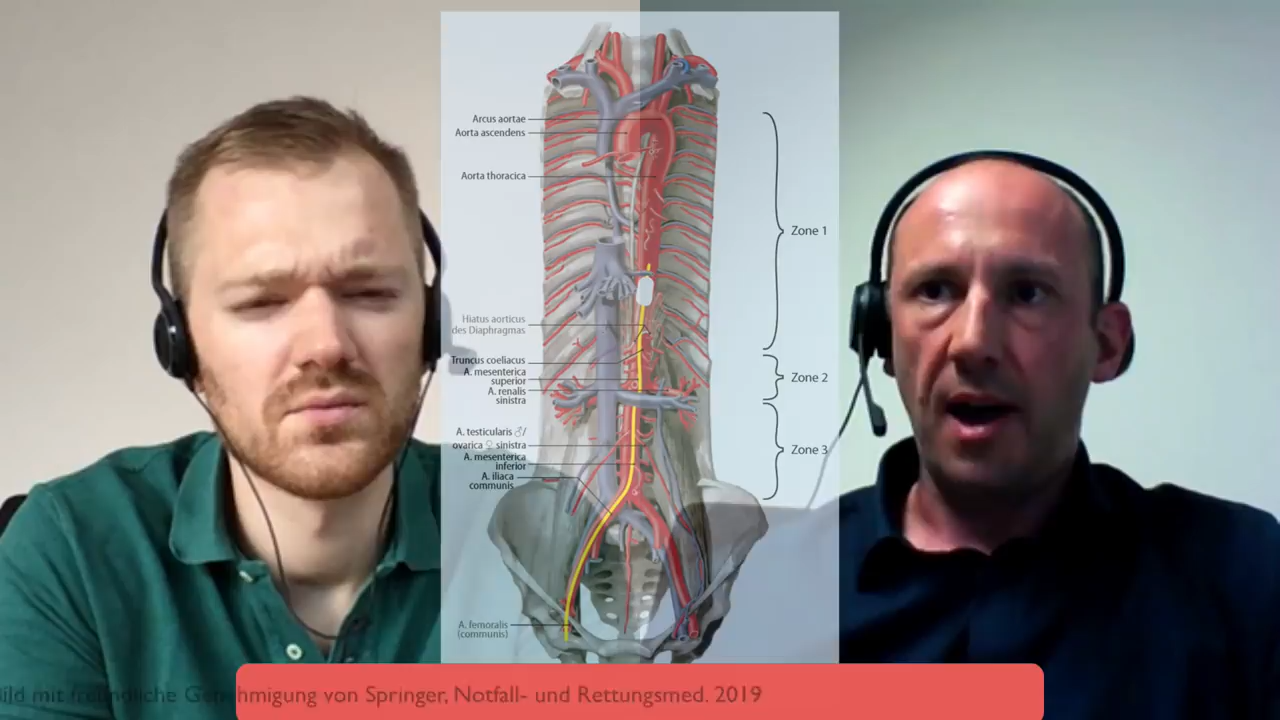 Arcus aortae
Aorta ascendens
Aorta thoracica
Zone 1
Hiatus aorticus
des Diaphragmas
Truncus coeliacus
A. mesenterica
superior
A. renalis
sinistra
Zone 2
A. testicularis ♂/
ovarica ♀ sinistra
A. mesenterica
inferior
A. iliaca
communis
Zone 3
A. femoralis
(communis)
ild mit freundliche Genehmigung von Springer, Notfall- und Rettungsmed. 2019